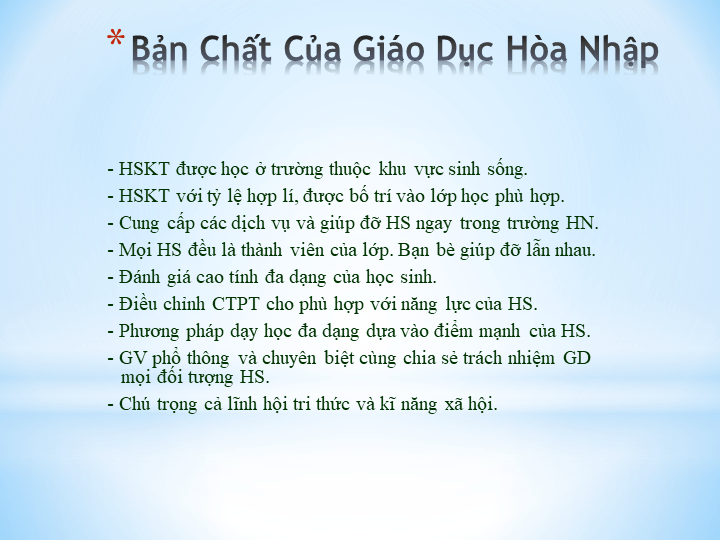 * Bản Chất Của Giáo Dục Hòa Nhập
- HSKT được học ở trường thuộc khu vực sinh sống.
- HSKT với tỷ lệ hợp lí, được bố trí vào lớp học phù hợp.
- Cung cấp các dịch vụ và giúp đỡ HS ngay trong trường HN.
- Mọi HS đều là thành viên của lớp. Bạn bè giúp đỡ lẫn nhau.
- Đánh giá cao tính đa dạng của học sinh.
- Điều chỉnh CTPT cho phù hợp với năng lực của HS.
- Phương pháp dạy học đa dạng dựa vào điểm mạnh của HS.
- GV phổ thông và chuyên biệt cùng chia sẻ trách nhiệm GD
mọi đối tượng HS.
- Chú trọng cả lĩnh hội tri thức và kĩ năng xã hội.